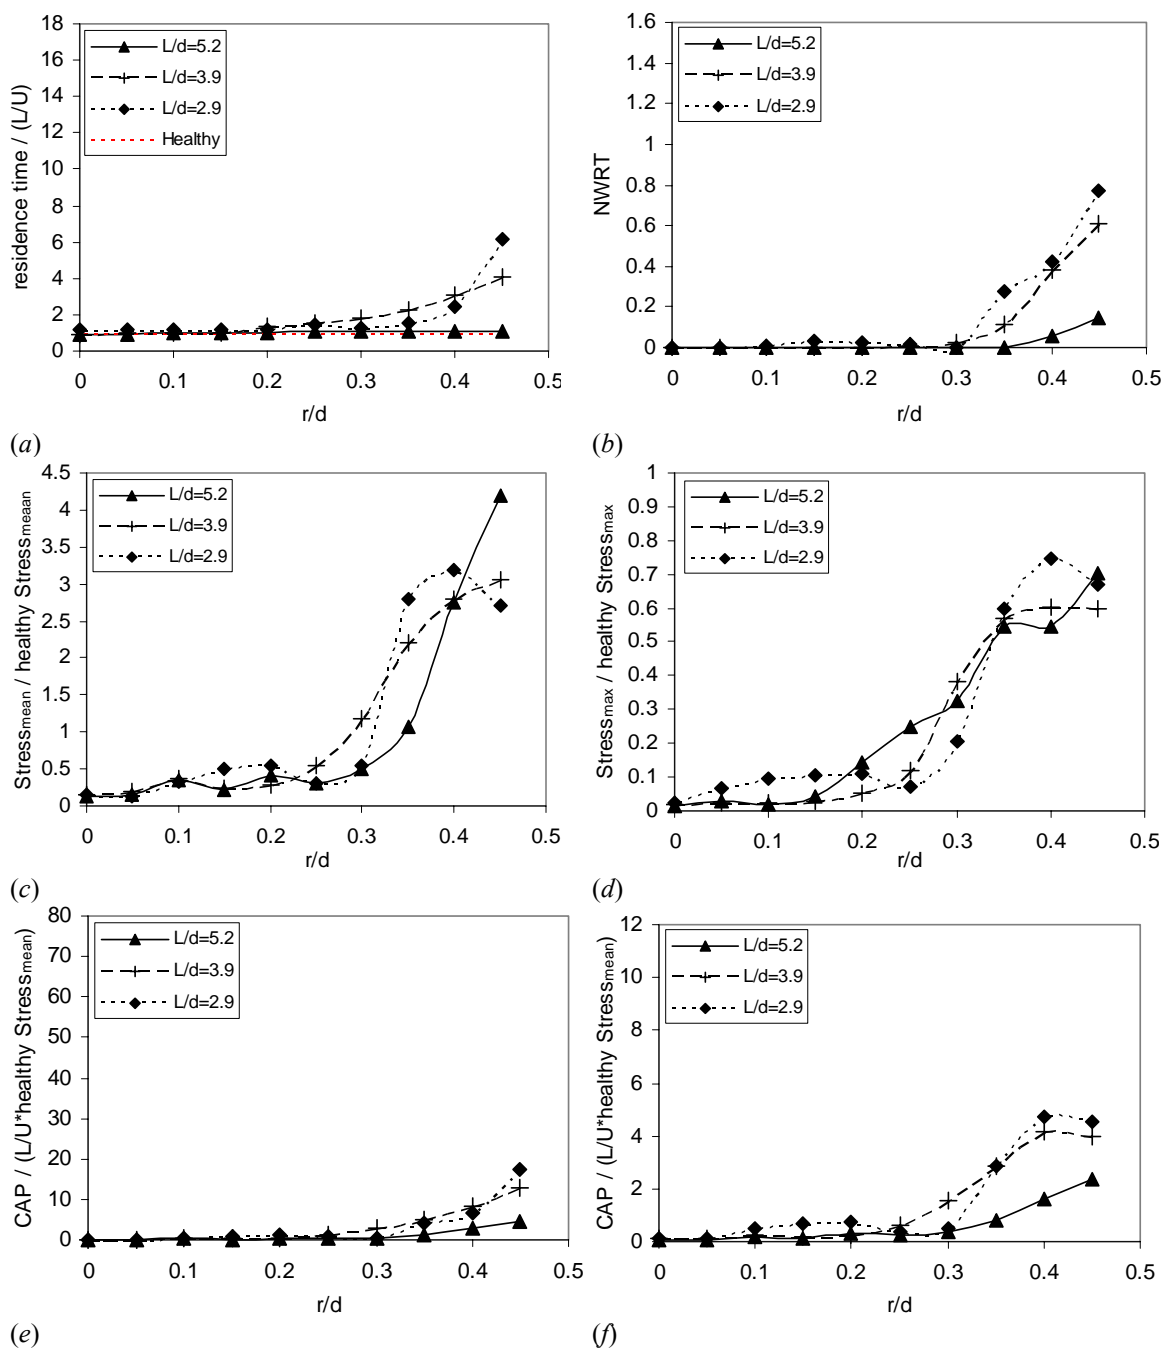 residence time / (L/U)
18
16
14
12
10
8
6
4
2
0
L/d=5.2
L/d=3.9
L/d=2.9
Healthy
0 0.1 0.2 0.3 0.4 0.5
r/d
(a)
NWRT
1.6
1.4
1.2
1
0.8
0.6
0.4
0.2
0
L/d=5.2
L/d=3.9
L/d=2.9
0 0.1 0.2 0.3 0.4 0.5
r/d
(b)
Stressmean / healthy Stressmeaan
4.5
4
3.5
3
2.5
2
1.5
1
0.5
0
L/d=5.2
L/d=3.9
L/d=2.9
0 0.1 0.2 0.3 0.4 0.5
r/d
(c)
Stressmax / healthy Stressmax
1
0.9
0.8
0.7
0.6
0.5
0.4
0.3
0.2
0.1
0
L/d=5.2
L/d=3.9
L/d=2.9
0 0.1 0.2 0.3 0.4 0.5
r/d
(d)
CAP / (L/U*healthy Stressmean)
80
70
60
50
40
30
20
10
0
L/d=5.2
L/d=3.9
L/d=2.9
0 0.1 0.2 0.3 0.4 0.5
r/d
(e)
CAP / (L/U*healthy Stressmean)
12
10
8
6
4
2
0
L/d=5.2
L/d=3.9
L/d=2.9
0 0.1 0.2 0.3 0.4 0.5
r/d
(f)